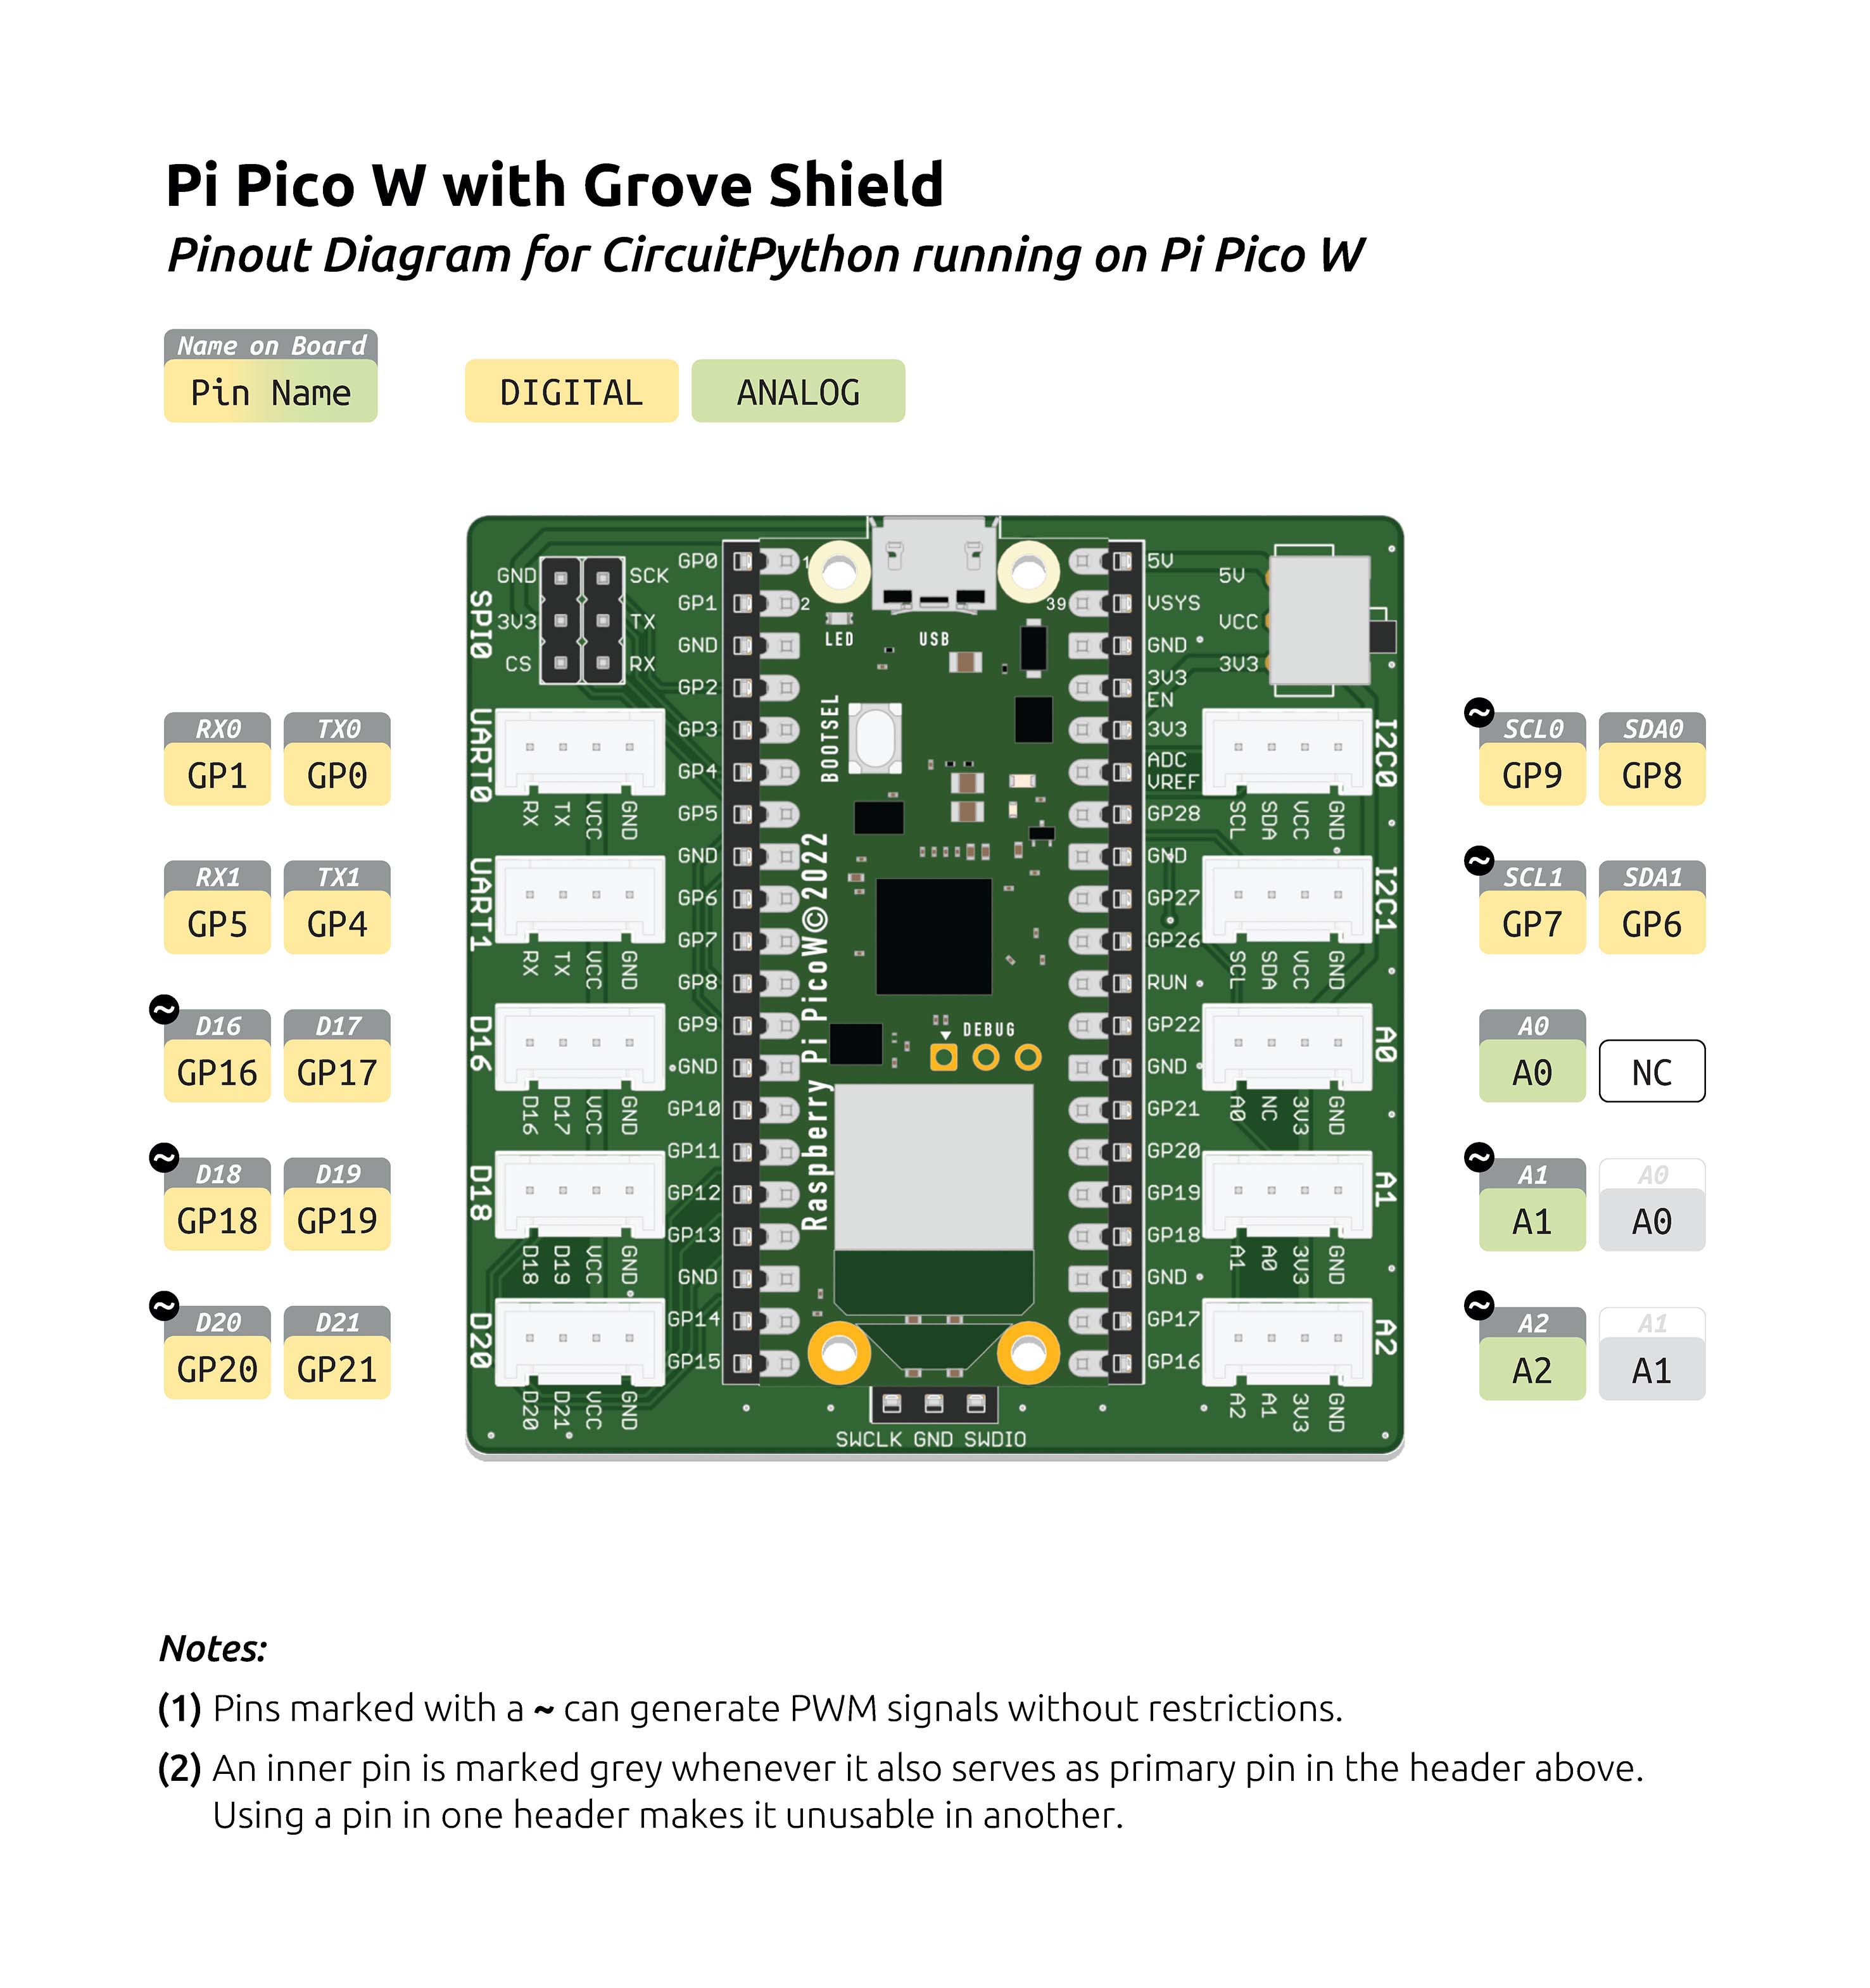 Pi Pico W with Grove Shield
Pinout Diagram for CircuitPython running on Pi Pico W
Name on Board
Pin Name
DIGITAL
ANALOG
RX0
TX0
GP1
GP0
RX1
TX1
GP5
GP4
~
D16
D17
GP16
GP17
~
D18
D19
GP18
GP19
~
D20
D21
GP20
GP21
SPI0
GND
SCK
3V3
TX
CS
RX
UART0
RX
TX
VCC
GND
UART1
RX
TX
VCC
GND
D16
D16
D17
VCC
GND
D18
D18
D19
VCC
GND
D20
D20
D21
VCC
GND
GP0
GP1
GND
GP2
GP3
GP4
GP5
GND
GP6
GP7
GP8
GP9
GND
GP10
GP11
GP12
GP13
GND
GP14
GP15
1
2
39
LED
USB
BOOTSEL
Raspberry Pi PicoW©2022
DEBUG
SWCLK GND SWDIO
5V
VSYS
GND
3V3
EN
3V3
ADC
VREF
GP28
GND
GP27
GP26
RUN
GP22
GND
GP21
GP20
GP19
GP18
GND
GP17
GP16
5V
VCC
3V3
I2C0
SCL
SDA
VCC
GND
I2C1
SCL
SDA
VCC
GND
A0
A0
NC
3V3
GND
A1
A1
A0
3V3
GND
A2
A2
A1
3V3
GND
~
SCL0
SDA0
GP9
GP8
~
SCL1
SDA1
GP7
GP6
A0
A0
NC
~
A1
A0
A1
A0
~
A2
A1
A2
A1
Notes:
(1) Pins marked with a ~ can generate PWM signals without restrictions.
(2) An inner pin is marked grey whenever it also serves as primary pin in the header above.
Using a pin in one header makes it unusable in another.